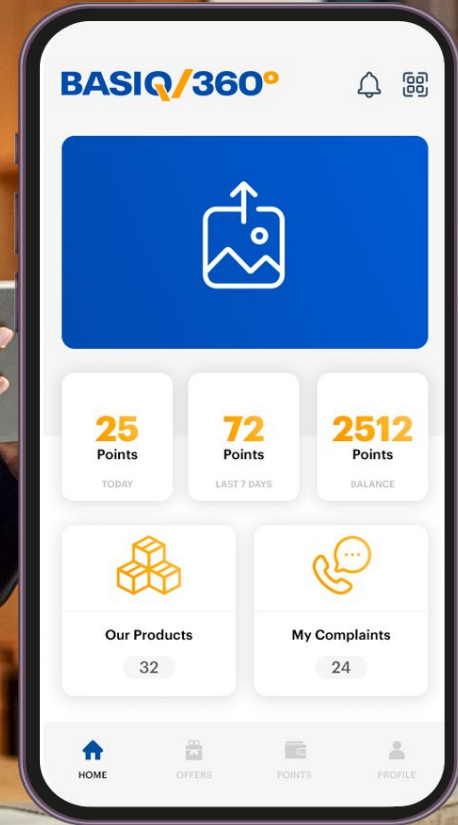 BASIQ/360°
25
Points
TODAY
72
Points
LAST 7 DAYS
2512
Points
BALANCE
Our Products
32
My Complaints
24
HOME
OFFERS
POINTS
PROFILE